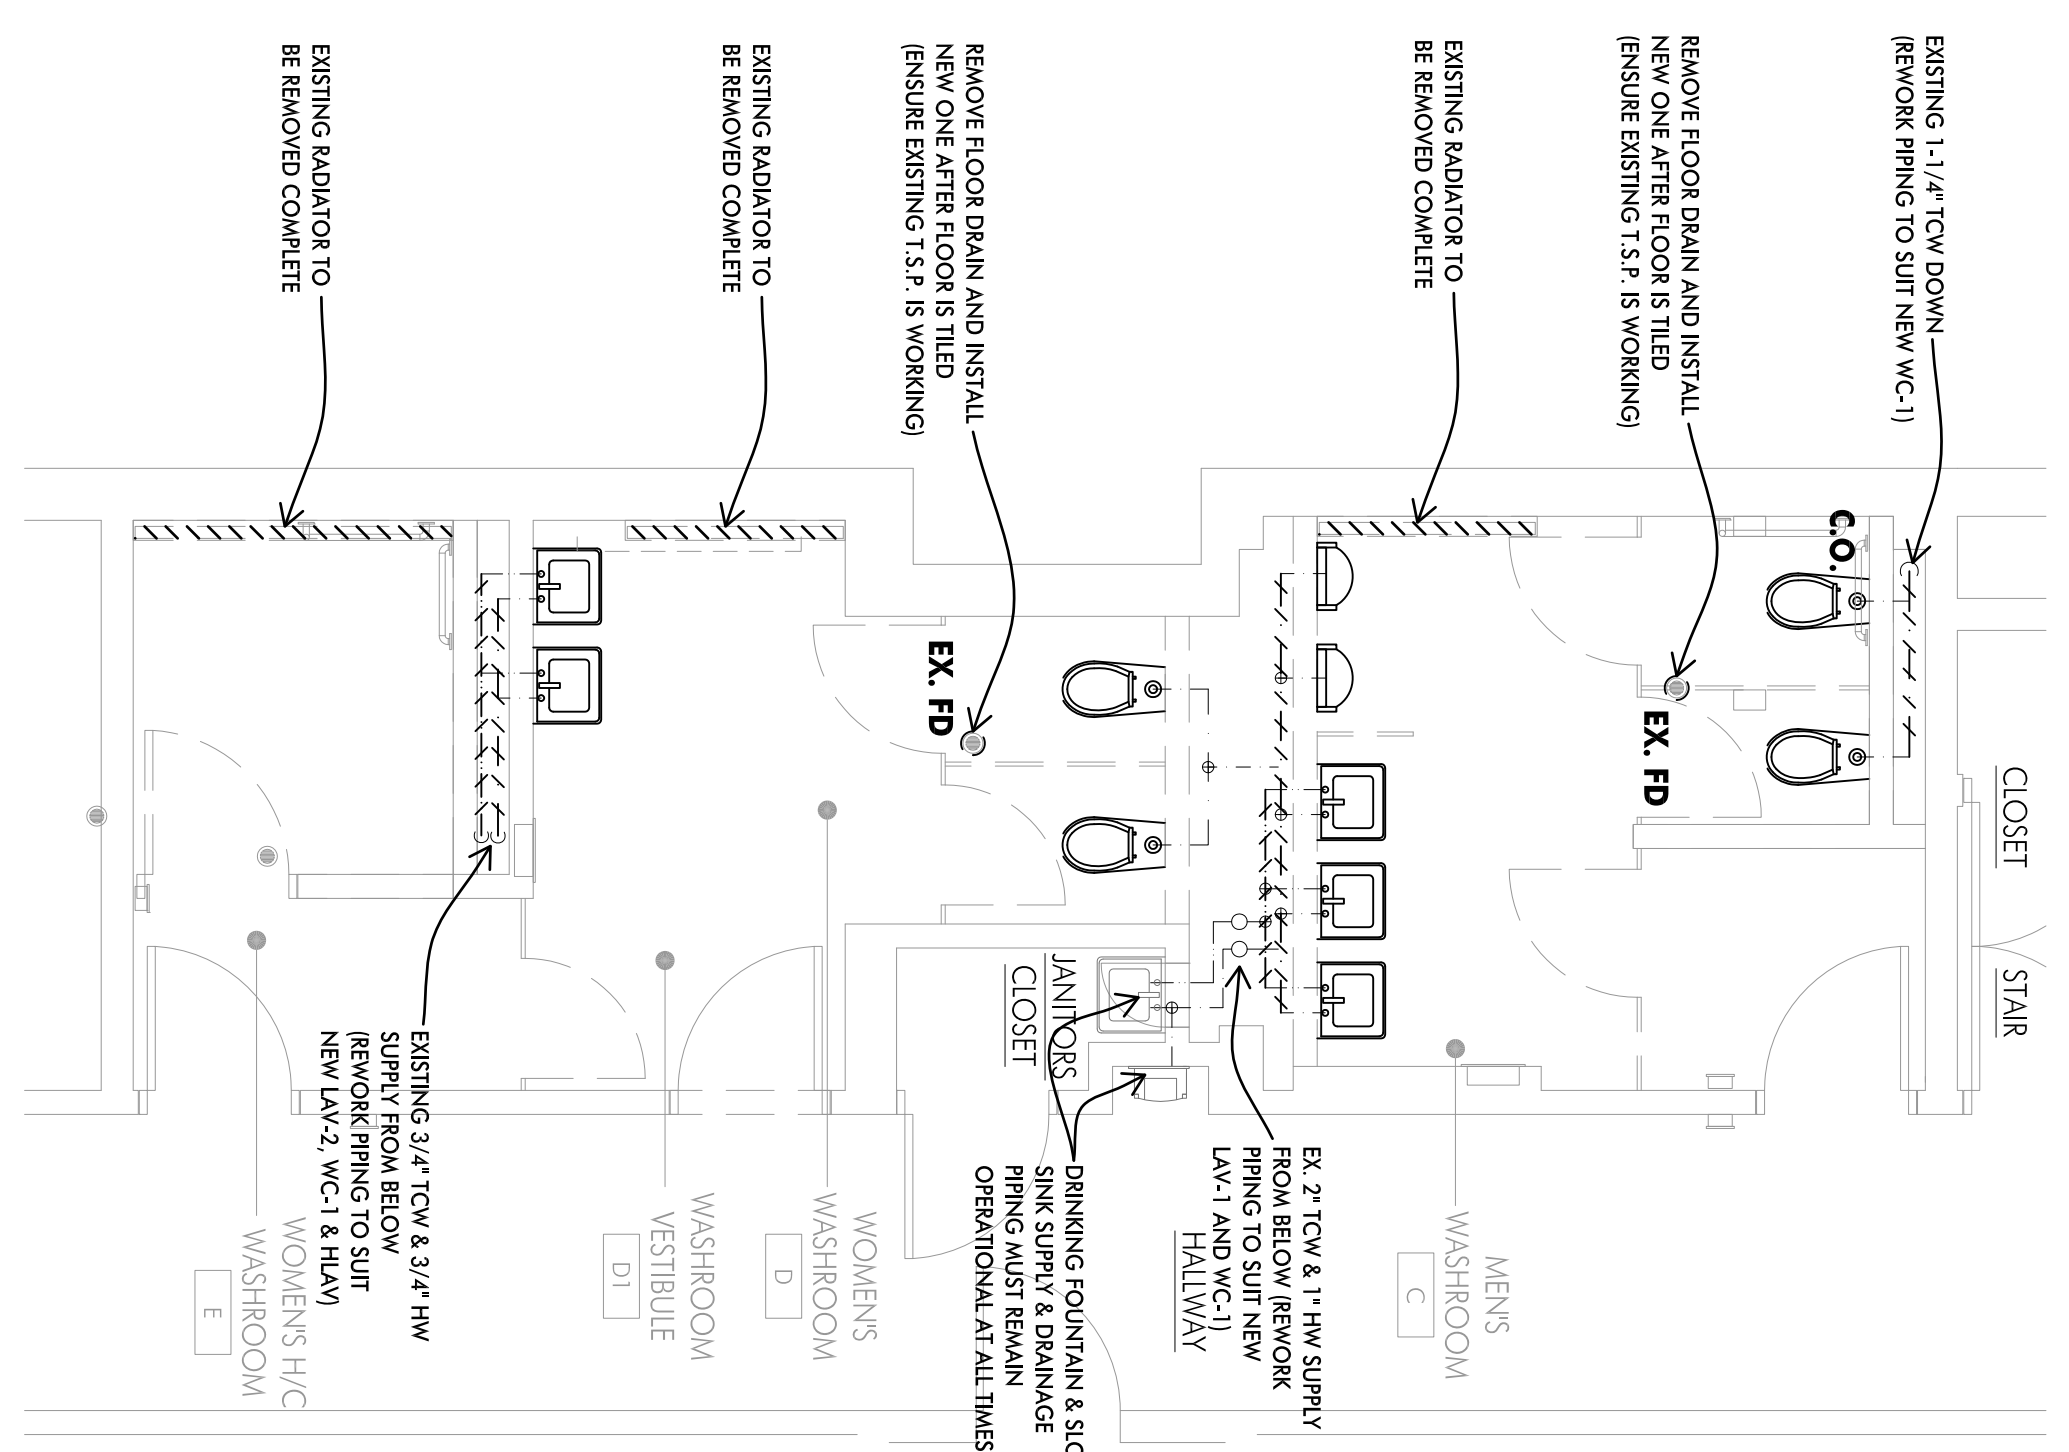 EXISTING RADIATOR TO
BE REMOVED COMPLETE
EXISTING RADIATOR TO
BE REMOVED COMPLETE
REMOVE FLOOR DRAIN AND INSTALL
NEW ONE AFTER FLOOR IS TILED
(ENSURE EXISTING T.S.P. IS WORKING)
EXISTING RADIATOR TO
BE REMOVED COMPLETE
REMOVE FLOOR DRAIN AND INSTALL
NEW ONE AFTER FLOOR IS TILED
(ENSURE EXISTING T.S.P. IS WORKING)
EXISTING 1-1/4" TCW DOWN
(REWORK PIPING TO SUIT NEW WC-1)
C.O.
EX. FD
EX. FD
CLOSET
STAIR
JANITORS
CLOSET
EXISTING 3/4" TCW & 3/4" HW
SUPPLY FROM BELOW
(REWORK PIPING TO SUIT
NEW LAV-2, WC-1 & HLAV)
DRINKING FOUNTAIN & SLO
SINK SUPPLY & DRAINAGE
PIPING MUST REMAIN
OPERATIONAL AT ALL TIMES
EX. 2" TCW & 1" HW SUPPLY
FROM BELOW (REWORK
PIPING TO SUIT NEW
LAV-1 AND WC-1)
HALLWAY
WOMEN'S H/C
WASHROOM
E
WASHROOM
VESTIBULE
D1
WOMEN'S
WASHROOM
D
MEN'S
WASHROOM
C